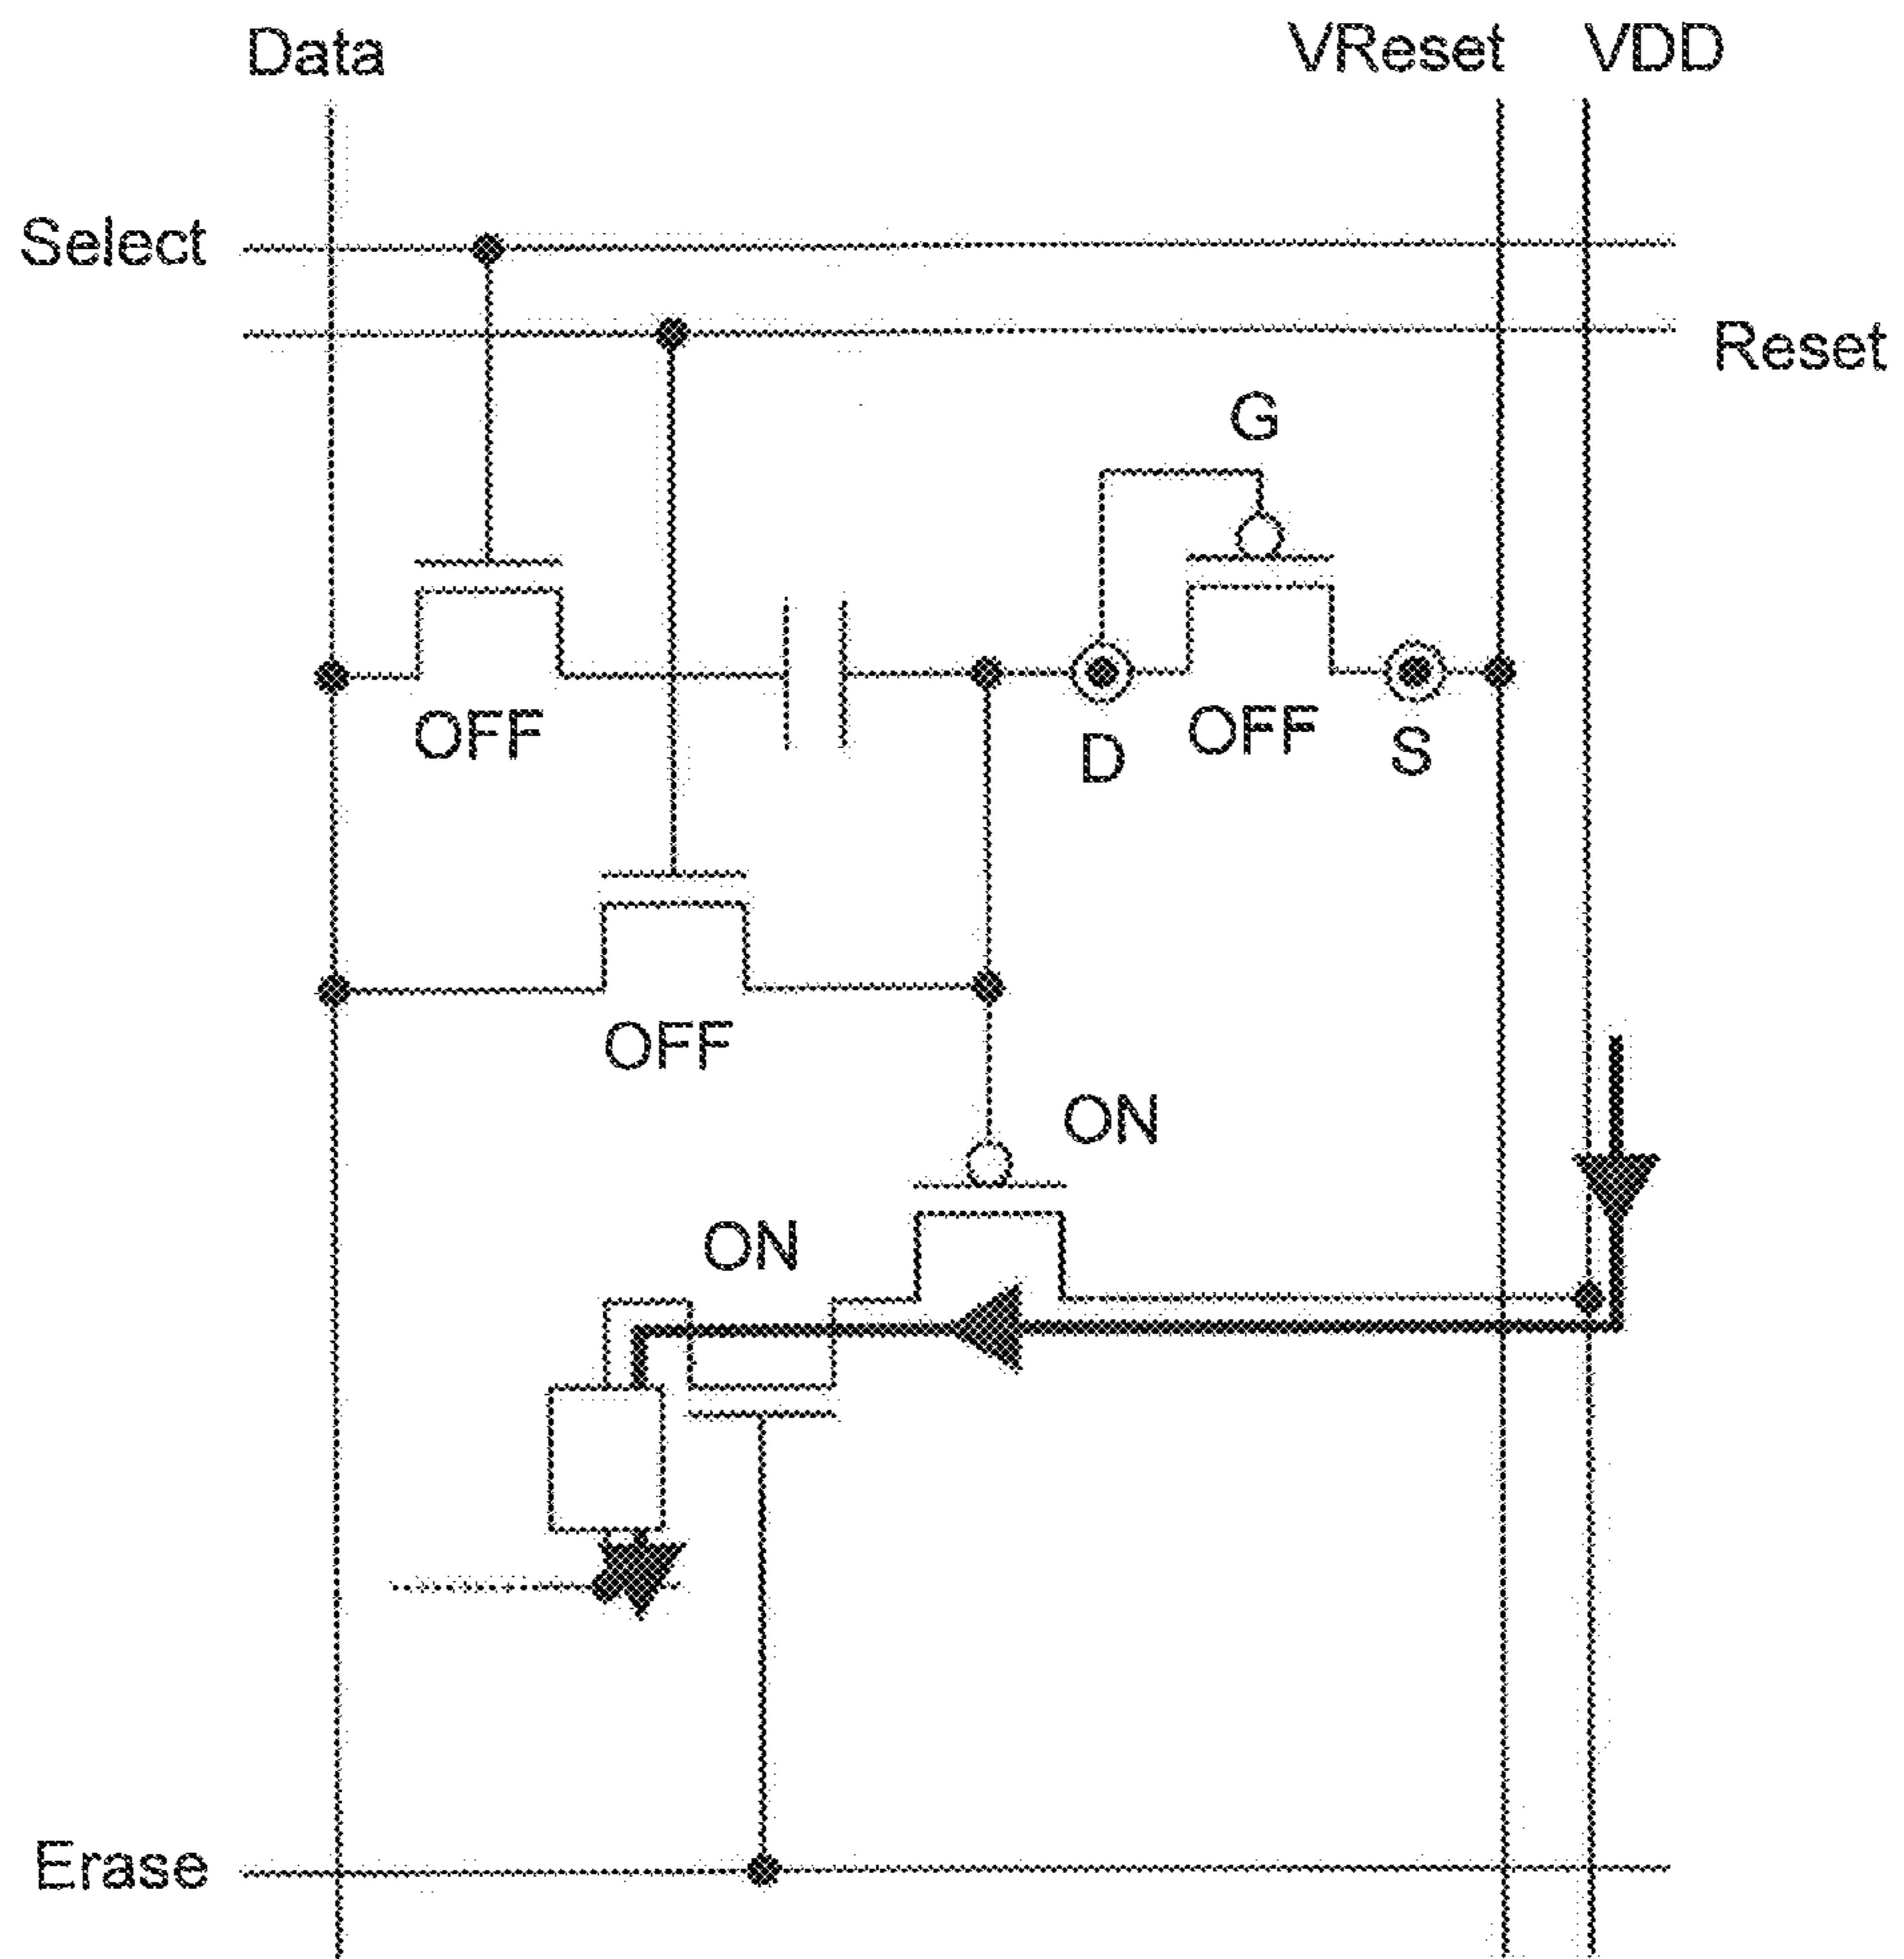 Data
VReset
VDD
Select
Reset
G
OFF
D
OFF
S
OFF
ON
ON
Erase